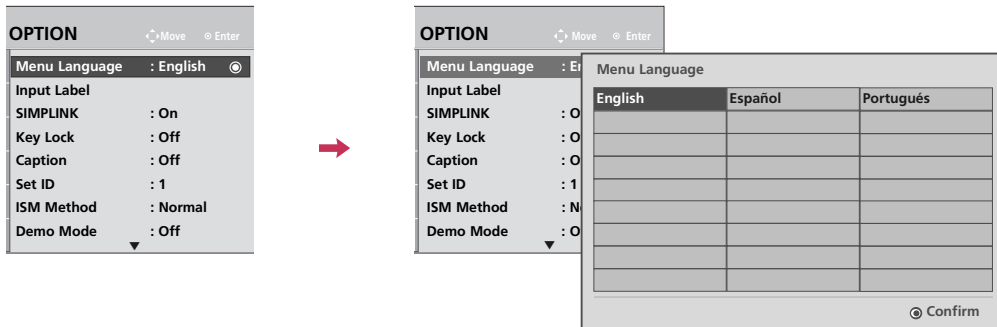 OPTION
Move Enter
Menu Language : English
Input Label
SIMPLINK : On
Key Lock : Off
Caption : Off
Set ID : 1
ISM Method : Normal
Demo Mode : Off
OPTION
Move Enter
Menu Language : En
Input Label
SIMPLINK : O
Key Lock : O
Caption : O
Set ID : 1
ISM Method : N
Demo Mode : O
Menu Language
English Español Portugués
Confirm